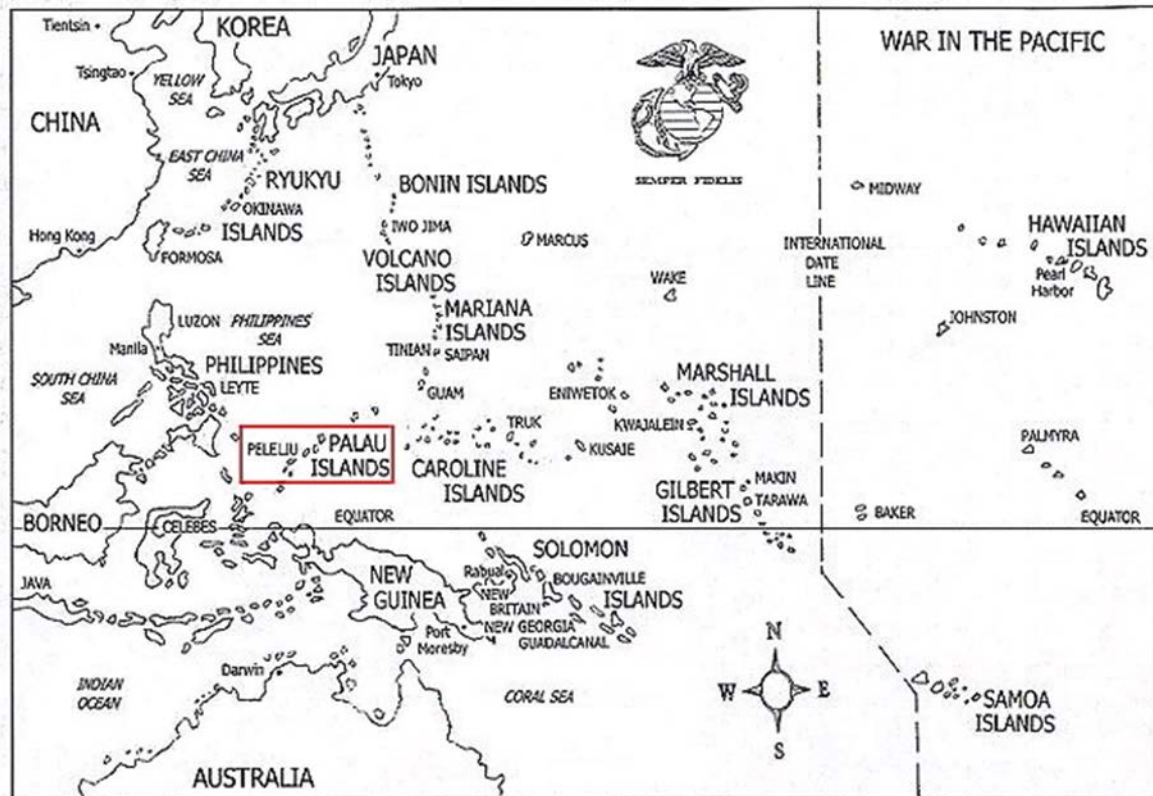 WAR IN THE PACIFIC
Tientsin
KOREA
JAPAN
Tokyo
Tsingtao
YELLOW
SEA
CHINA
EAST CHINA
SEA
RYUKYU
OKINAWA
ISLANDS
Hong Kong
FORMOSA
BONIN ISLANDS
IWO JIMA
VOLCANO
ISLANDS
MARCUS
SEMPER FIDELIS
MIDWAY
HAWAIIAN
ISLANDS
Pearl
Harbor
INTERNATIONAL
DATE
LINE
WAKE
JOHNSTON
MARIANA
ISLANDS
TINIAN
SAIPAN
GUAM
LUZON
PHILIPPINES
SEA
Manila
PHILIPPINES
LEYTE
SOUTH CHINA
SEA
ENIWETOK
MARSHALL
ISLANDS
KWAJALEIN
TRUK
KUSAIE
PELELIU
PALAU
ISLANDS
CAROLINE
ISLANDS
PALMYRA
MAKIN
GILBERT
TARAWA
ISLANDS
BAKER
EQUATOR
BORNEO
CELEBES
EQUATOR
SOLOMON
Rabual
BOUGAINVILLE
ISLANDS
NEW
GUINEA
NEW
BRITAIN
NEW GEORGIA
GUADALCANAL
JAVA
Port
Moresby
Darwin
INDIAN
OCEAN
CORAL SEA
N
W
E
S
SAMOA
ISLANDS
AUSTRALIA